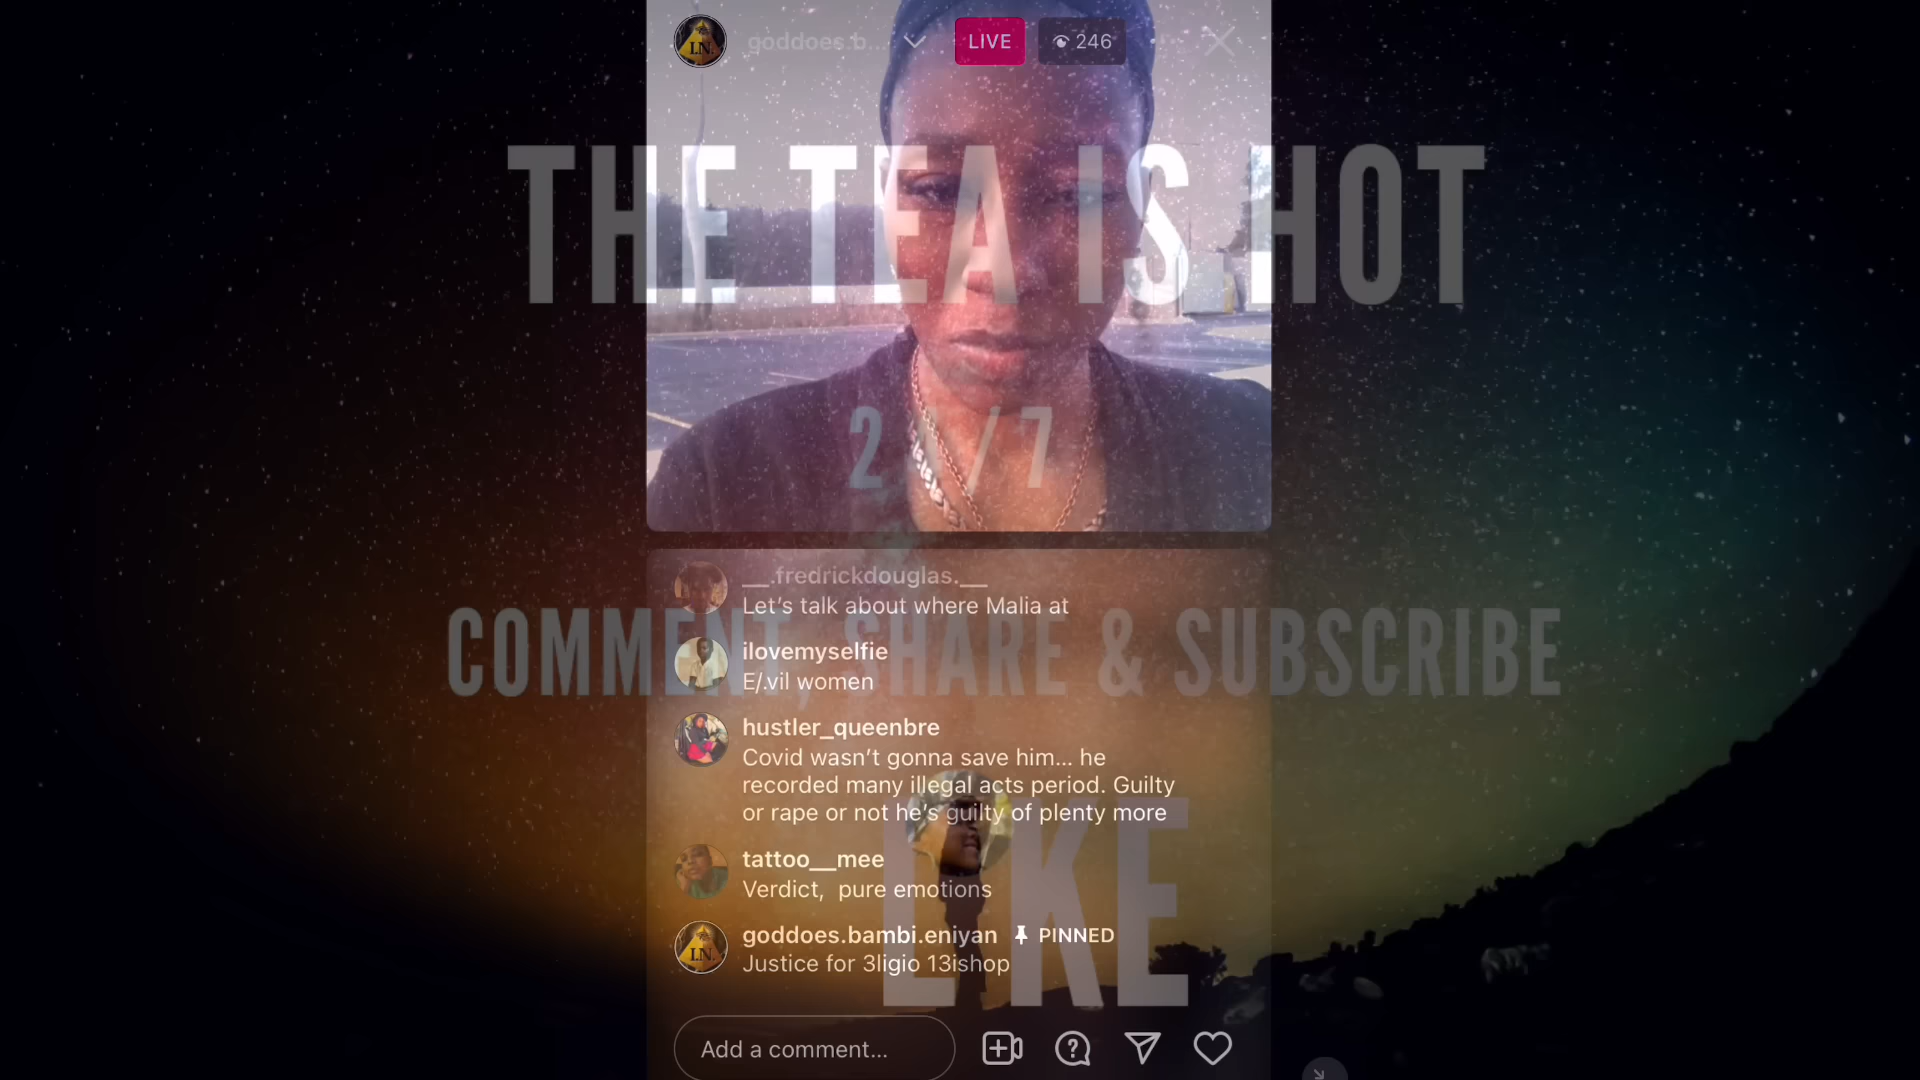 I.N.
goddoes.b...
LIVE
246
THE TEA IS HOT
2 /7
__.fredrickdouglas.__
Let’s talk about where Malia at
COMMENT, SHARE & SUBSCRIBE
ilovemyselfie
E/.vil women
hustler_queenbre
Covid wasn’t gonna save him... he
recorded many illegal acts period. Guilty
or rape or not he’s guilty of plenty more
LIKE
tattoo__mee
Verdict, pure emotions
I.N.
goddoes.bambi.eniyan PINNED
Justice for 3ligio 13ishop
Add a comment...